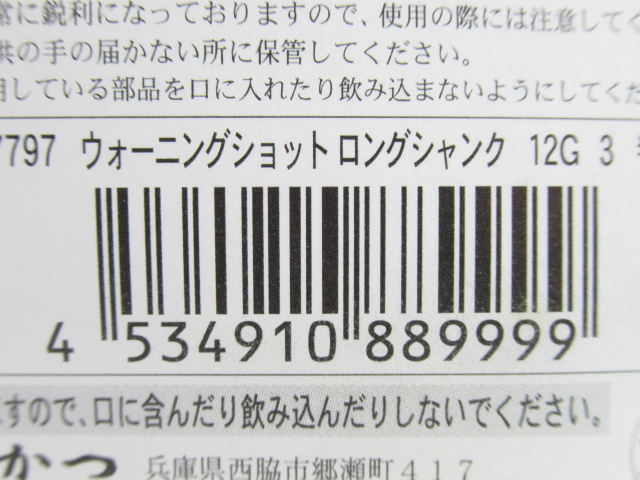 常に鋭利になっておりますので、使用の際には注意してく
供の手の届かない所に保管してください。
用している部品を口に入れたり飲み込まないようにしてくだ
7797 ウォーニングショット ロングシャンク 12G 3
4 534910 889999
ますので、口に含んだり飲み込んだりしないでください。
かつ 兵庫県西脇市郷瀬町417